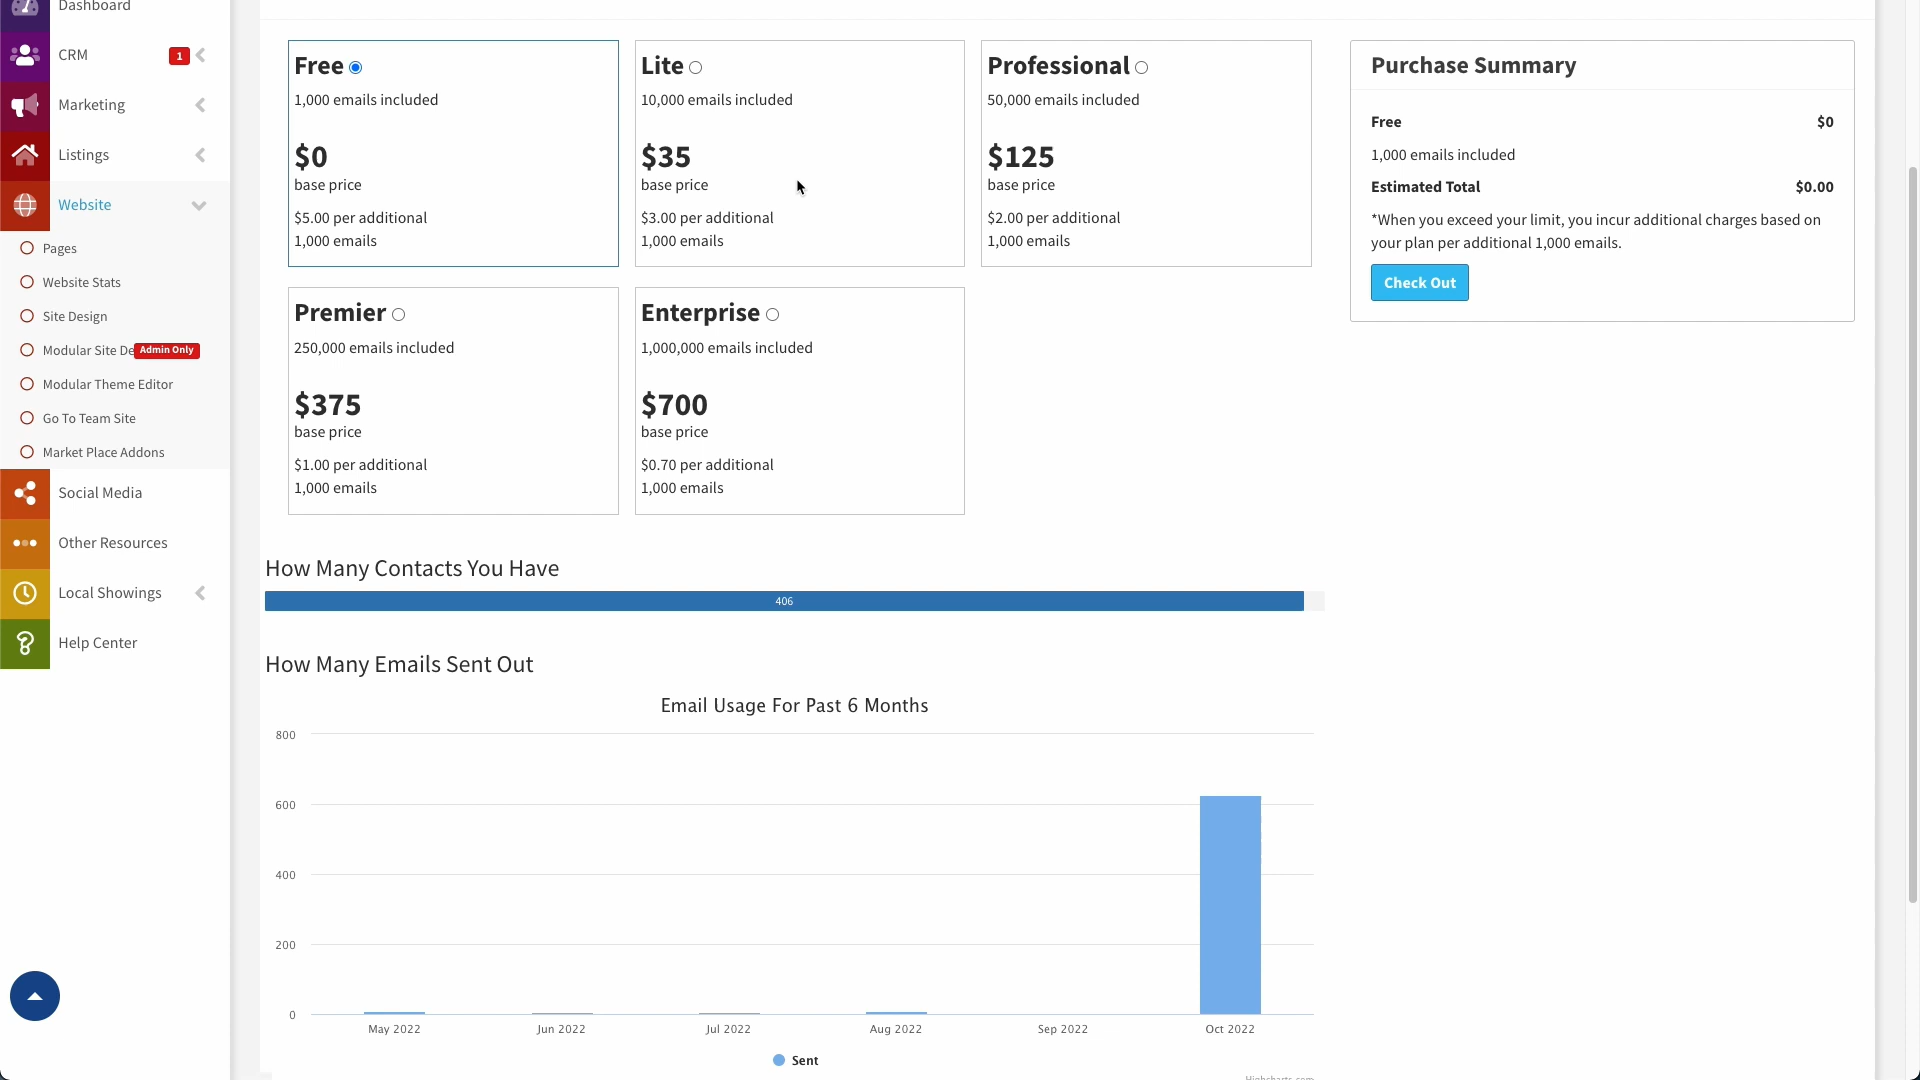 Dashboard
CRM
1
Marketing
Listings
Website
Pages
Website Stats
Site Design
Modular Site De
Admin Only
Modular Theme Editor
Go To Team Site
Market Place Addons
Social Media
Other Resources
Local Showings
Help Center
Free
1,000 emails included
$0
base price
$5.00 per additional
1,000 emails
Lite
10,000 emails included
$35
base price
$3.00 per additional
1,000 emails
Professional
50,000 emails included
$125
base price
$2.00 per additional
1,000 emails
Premier
250,000 emails included
$375
base price
$1.00 per additional
1,000 emails
Enterprise
1,000,000 emails included
$700
base price
$0.70 per additional
1,000 emails
Purchase Summary
Free $0
1,000 emails included
Estimated Total $0.00
*When you exceed your limit, you incur additional charges based on
your plan per additional 1,000 emails.
Check Out
How Many Contacts You Have
406
How Many Emails Sent Out
Email Usage For Past 6 Months
800
600
400
200
0
May 2022 Jun 2022 Jul 2022 Aug 2022 Sep 2022 Oct 2022
Sent
Highcharts.com